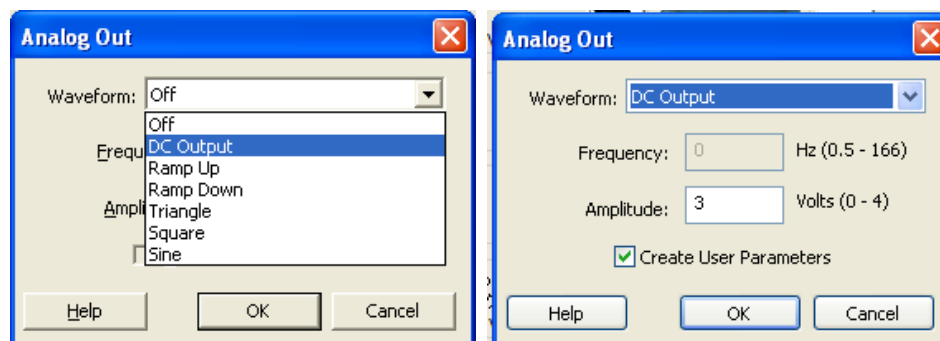 Analog Out
Waveform: Off
Off
DC Output
Ramp Up
Ramp Down
Triangle
Square
Sine
Frequ
Ampli
Help
OK
Cancel
Analog Out
Waveform: DC Output
Frequency: 0 Hz (0.5 - 166)
Amplitude: 3 Volts (0 - 4)
Create User Parameters
Help
OK
Cancel